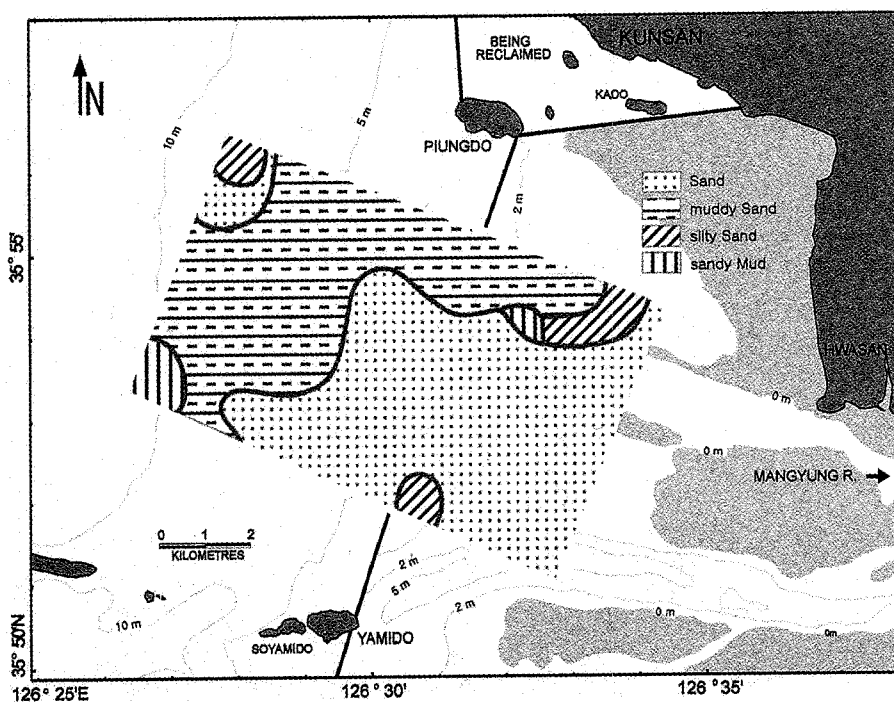 BEING
RECLAIMED
KUNSAN
KADO
N
10 m
5 m
PIUNGDO
2 m
Sand
muddy Sand
silty Sand
sandy Mud
35° 55'
HWASAN
0 m
0 m
MANGYUNG R.
0 1 2
KILOMETRES
2 m
5 m
2 m
10 m
0 m
0m
SOYAMIDO
YAMIDO
35° 50'N
126° 25'E
126° 30'
126° 35'